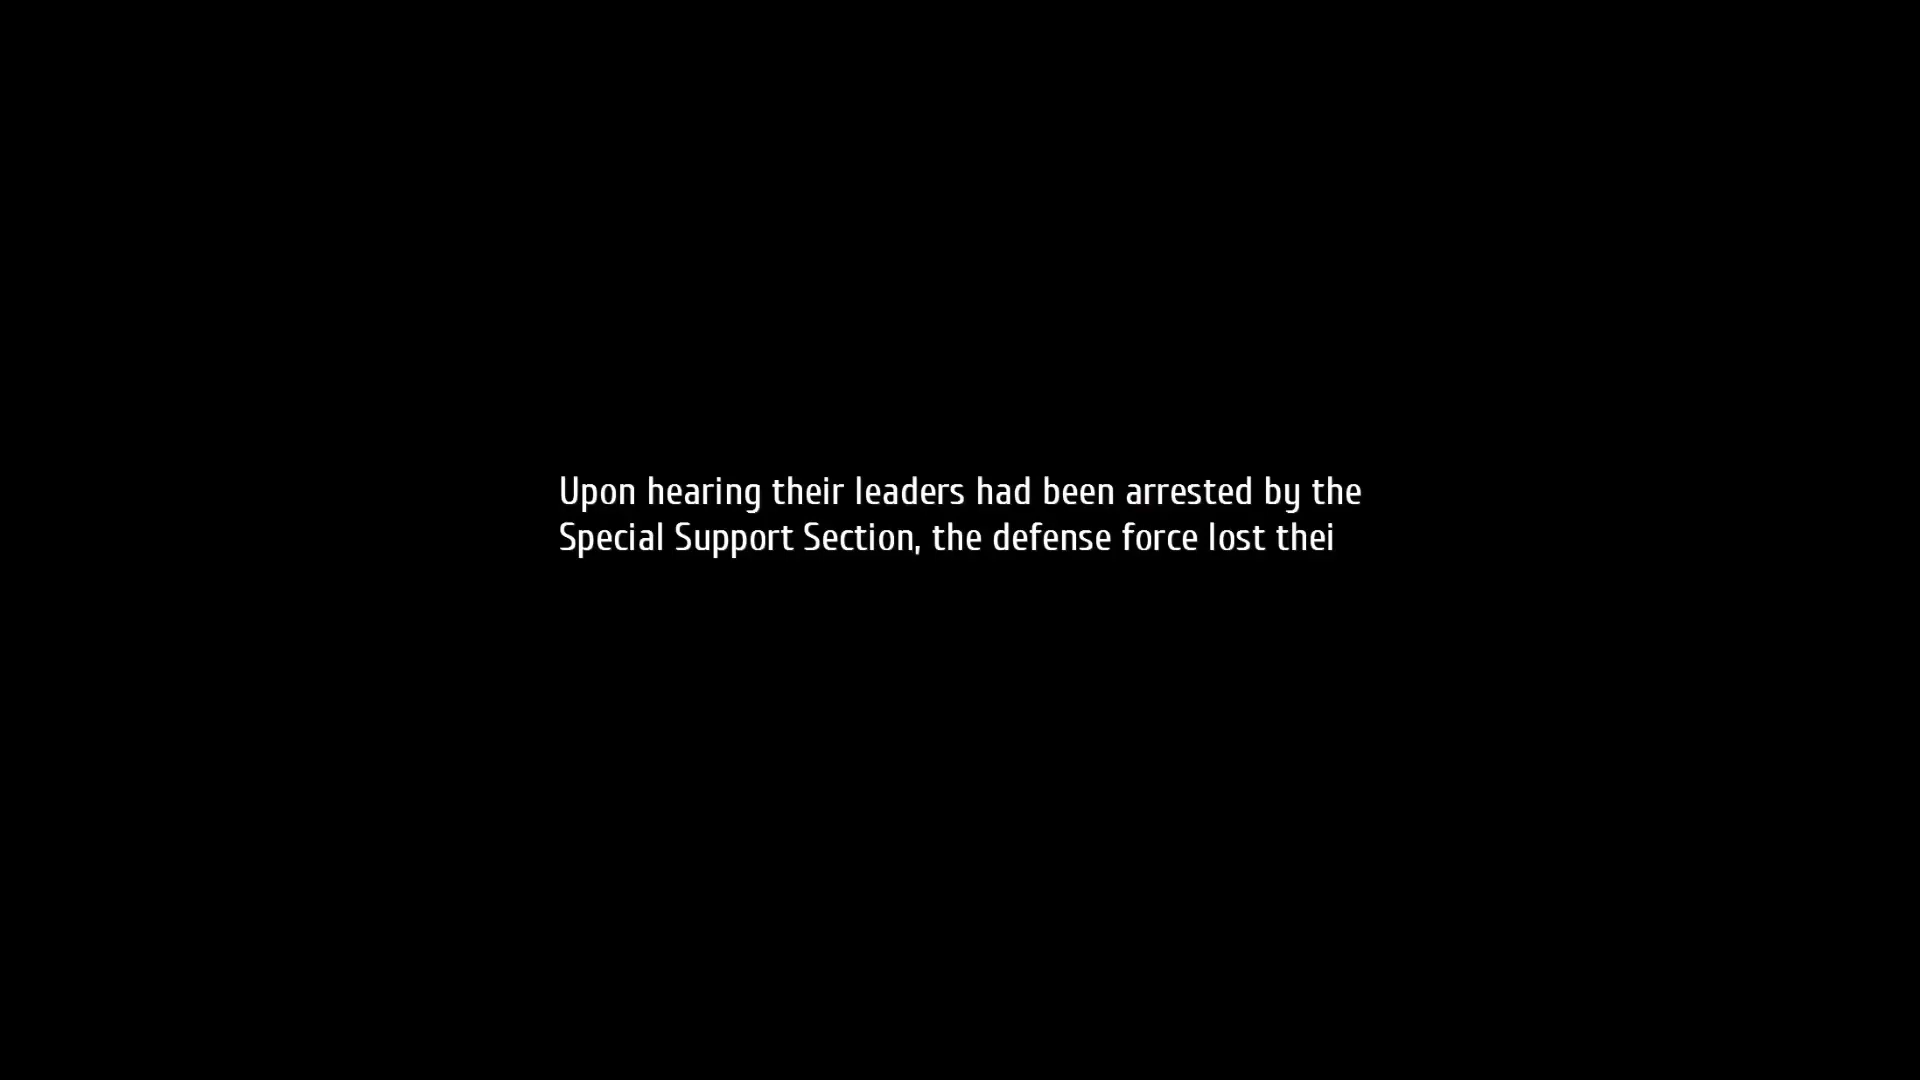 Upon hearing their leaders had been arrested by the
Special Support Section, the defense force lost thei